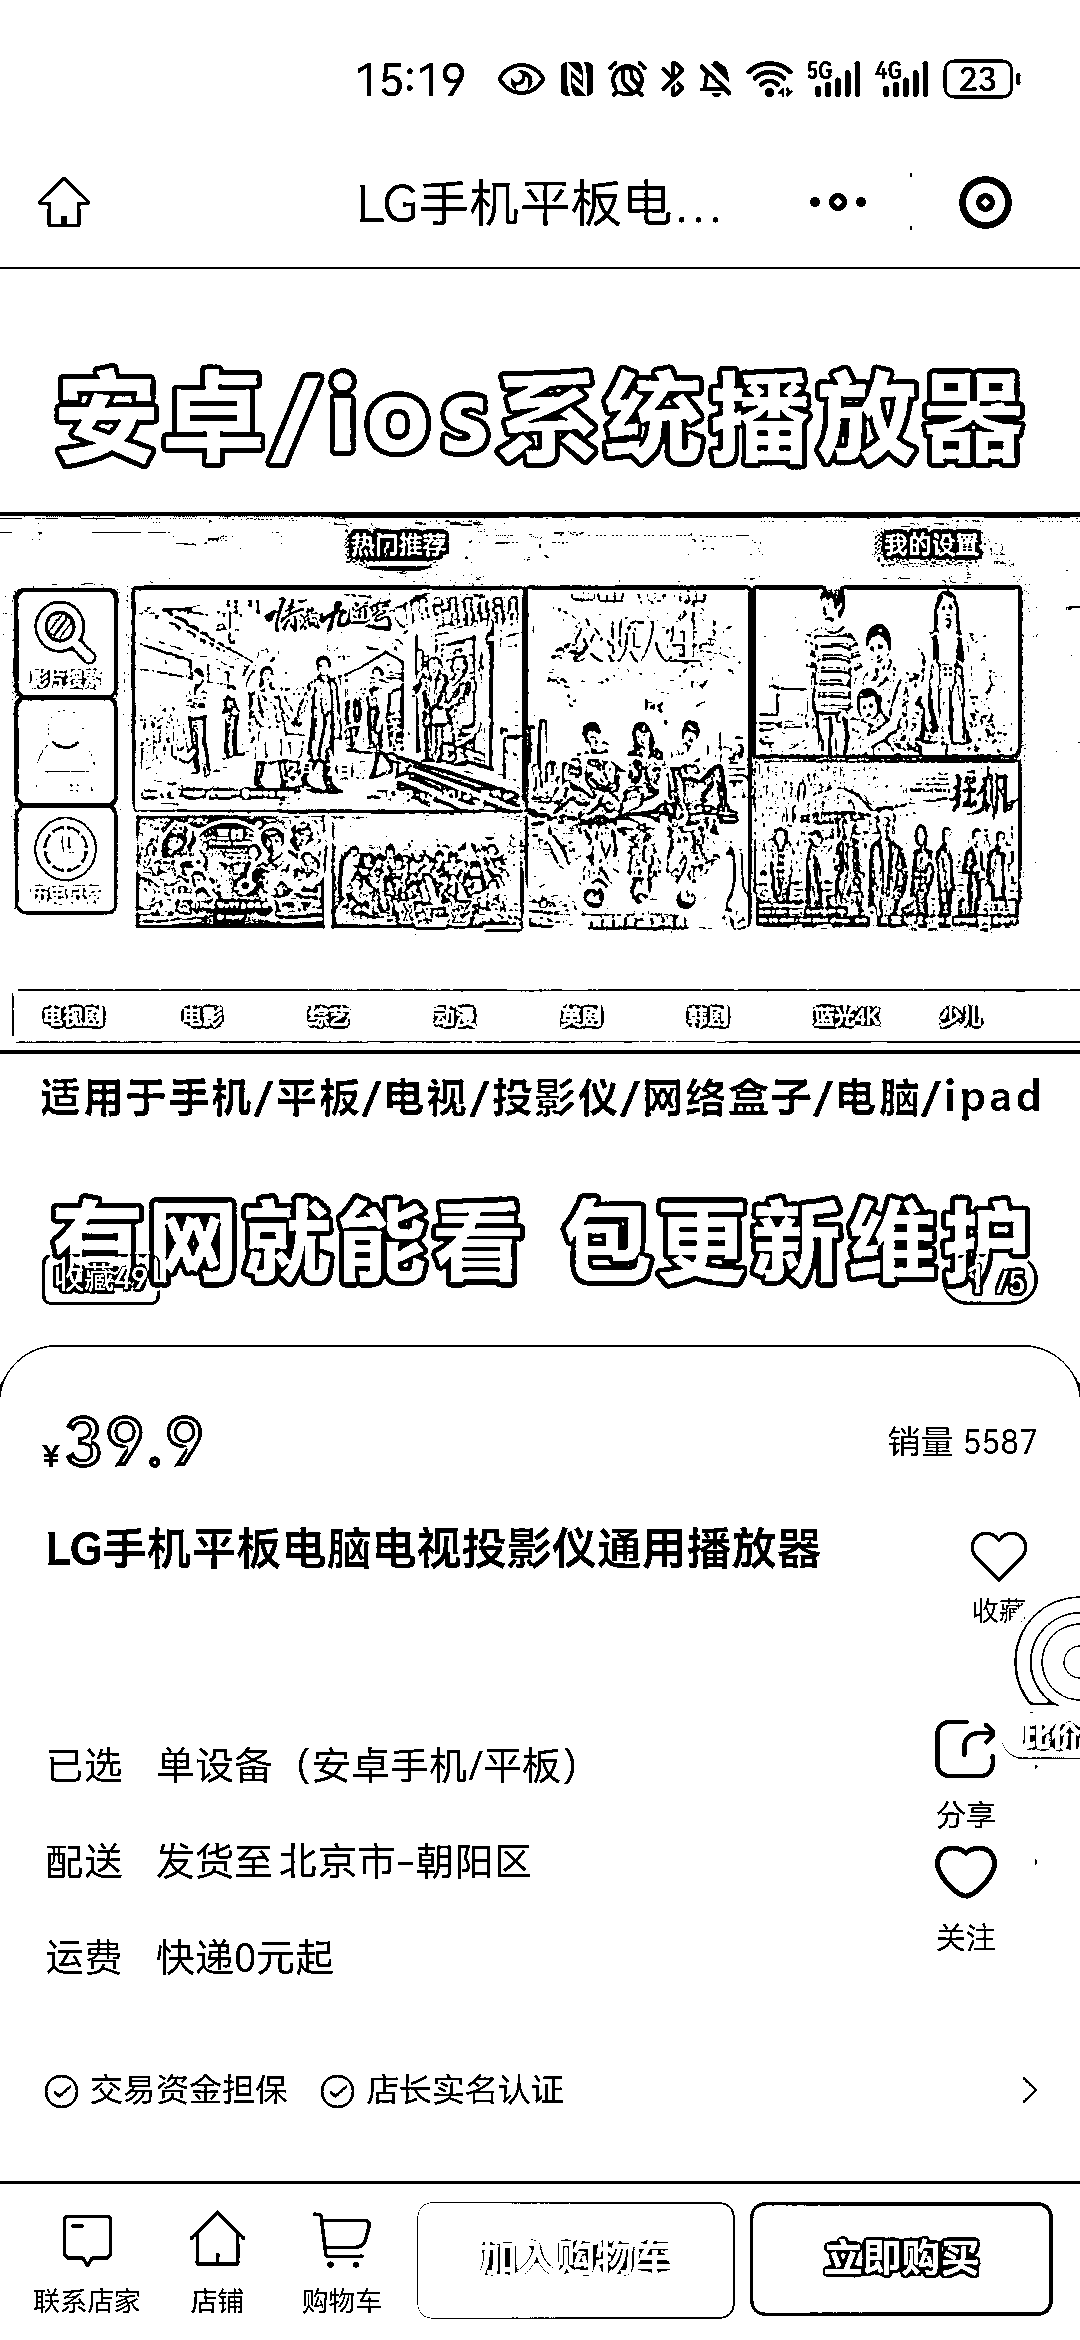 15:19 5G 4G 23
LG手机平板电...
安卓/ios系统播放器
热门推荐 我的设置
影片搜索
狂飙
电视剧 电影 综艺 动漫 美剧 韩剧 蓝光4K 少儿
适用于手机/平板/电视/投影仪/网络盒子/电脑/ipad
有网就能看 包更新维护
收藏49 1/5
¥39.9 销量 5587
LG手机平板电脑电视投影仪通用播放器
收藏
比价
已选 单设备（安卓手机/平板）
分享
配送 发货至 北京市-朝阳区
关注
运费 快递0元起
交易资金担保 店长实名认证
联系店家 店铺 购物车 加入购物车 立即购买